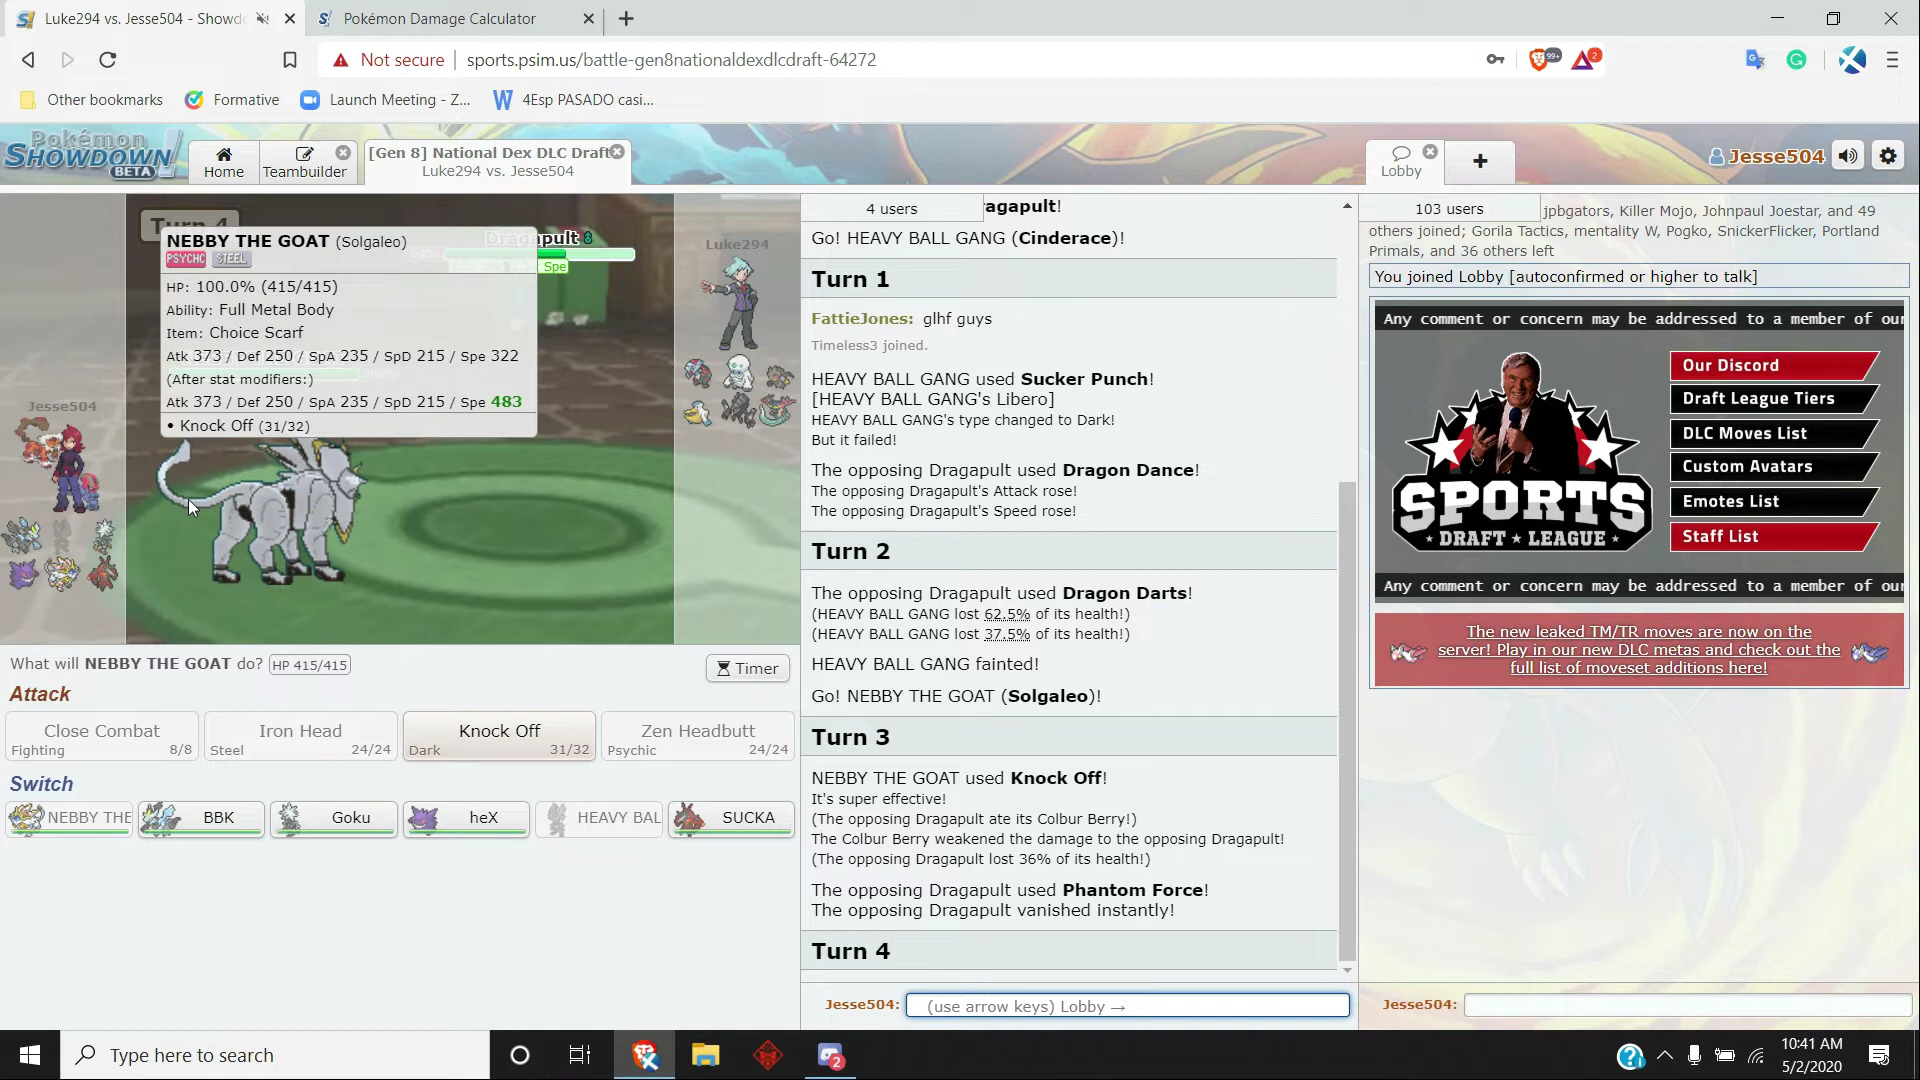 Luke294 vs. Jesse504 - Showd
Pokémon Damage Calculator
Not secure
sports.psim.us/battle-gen8nationaldexdlcdraft-64272
99+
2
Other bookmarks
Formative
Launch Meeting - Z...
4Esp PASADO casi...
Pokémon
SHOWDOWN!
BETA
Home
Teambuilder
[Gen 8] National Dex DLC Draft
Luke294 vs. Jesse504
Lobby
Jesse504
Turn 4
NEBBY THE GOAT (Solgaleo)
PSYCHC STEEL
HP: 100.0% (415/415)
Ability: Full Metal Body
Item: Choice Scarf
Atk 373 / Def 250 / SpA 235 / SpD 215 / Spe 322
(After stat modifiers:)
Atk 373 / Def 250 / SpA 235 / SpD 215 / Spe 483
• Knock Off (31/32)
Dragapult
Spe
Luke294
Jesse504
What will NEBBY THE GOAT do? HP 415/415
Timer
Attack
Close Combat
Fighting 8/8
Iron Head
Steel 24/24
Knock Off
Dark 31/32
Zen Headbutt
Psychic 24/24
Switch
NEBBY THE
BBK
Goku
heX
HEAVY BAL
SUCKA
4 users
ragapult!
Go! HEAVY BALL GANG (Cinderace)!
Turn 1
FattieJones: glhf guys
Timeless3 joined.
HEAVY BALL GANG used Sucker Punch!
[HEAVY BALL GANG's Libero]
HEAVY BALL GANG's type changed to Dark!
But it failed!
The opposing Dragapult used Dragon Dance!
The opposing Dragapult's Attack rose!
The opposing Dragapult's Speed rose!
Turn 2
The opposing Dragapult used Dragon Darts!
(HEAVY BALL GANG lost 62.5% of its health!)
(HEAVY BALL GANG lost 37.5% of its health!)
HEAVY BALL GANG fainted!
Go! NEBBY THE GOAT (Solgaleo)!
Turn 3
NEBBY THE GOAT used Knock Off!
It's super effective!
(The opposing Dragapult ate its Colbur Berry!)
The Colbur Berry weakened the damage to the opposing Dragapult!
(The opposing Dragapult lost 36% of its health!)
The opposing Dragapult used Phantom Force!
The opposing Dragapult vanished instantly!
Turn 4
Jesse504: (use arrow keys) Lobby →
103 users
jpbgators, Killer Mojo, Johnpaul Joestar, and 49
others joined; Gorila Tactics, mentality W, Pogko, SnickerFlicker, Portland
Primals, and 36 others left
You joined Lobby [autoconfirmed or higher to talk]
Any comment or concern may be addressed to a member of our
Our Discord
Draft League Tiers
DLC Moves List
Custom Avatars
Emotes List
Staff List
SPORTS
DRAFT ★ LEAGUE
Any comment or concern may be addressed to a member of our
The new leaked TM/TR moves are now on the
server! Play in our new DLC metas and check out the
full list of moveset additions here!
Jesse504:
Type here to search
2
10:41 AM
5/2/2020